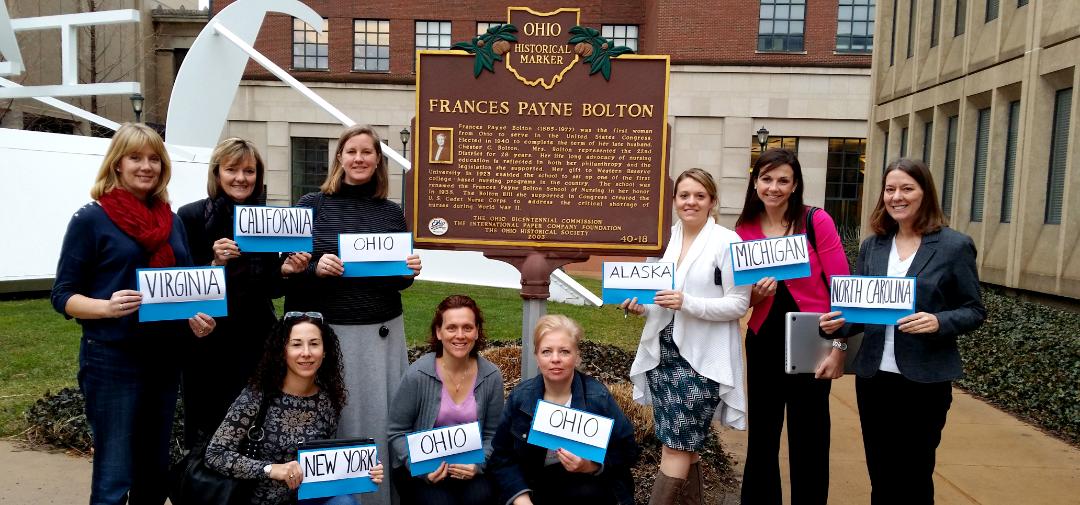 OHIO
HISTORICAL
MARKER
FRANCES PAYNE BOLTON
Frances Payne Bolton (1885-1977) was the first woman
from Ohio to serve in the United States Congress.
Elected in 1940 to complete the term of her late husband,
Chester C. Bolton, Mrs. Bolton represented the 22nd
District for 28 years. Her life long advocacy of nursing
education is reflected in both her philanthropy and the
legislation she supported. Her gift to Western Reserve
University in 1923 enabled the school to set up one of the first
college-based nursing programs in the country. The school was
renamed the Frances Payne Bolton School of Nursing in her honor
in 1935. The Bolton Bill she supported in Congress created the
U.S. Cadet Nurse Corps to address the critical shortage of
nurses during World War II.
THE OHIO BICENTENNIAL COMMISSION
THE INTERNATIONAL PAPER COMPANY FOUNDATION
THE OHIO HISTORICAL SOCIETY
2003
40-18
CALIFORNIA
OHIO
VIRGINIA
ALASKA
MICHIGAN
NORTH CAROLINA
NEW YORK
OHIO
OHIO